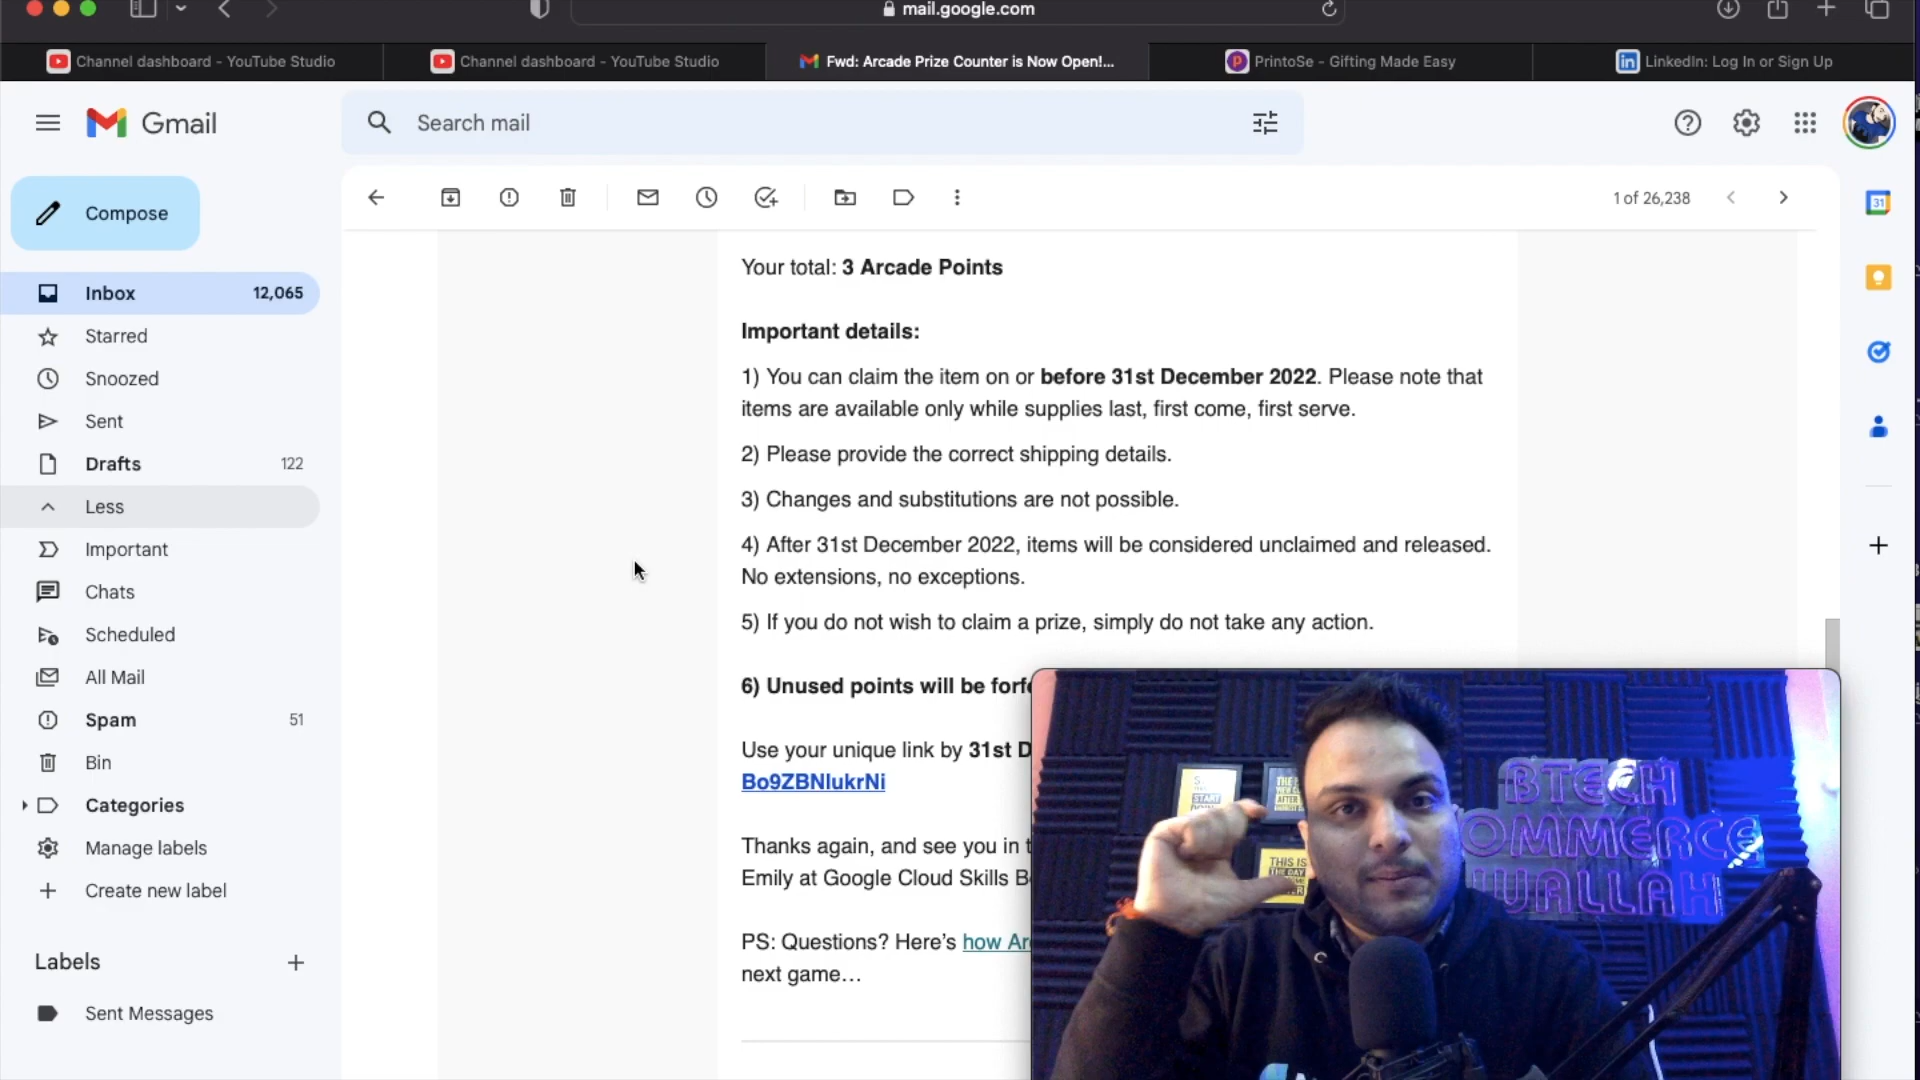 mail.google.com
Channel dashboard - YouTube Studio
Channel dashboard - YouTube Studio
Fwd: Arcade Prize Counter is Now Open!...
PrintoSe - Gifting Made Easy
LinkedIn: Log In or Sign Up
Gmail
Search mail
Compose
1 of 26,238
Inbox 12,065
Starred
Snoozed
Sent
Drafts 122
Less
Important
Chats
Scheduled
All Mail
Spam 51
Bin
Categories
Manage labels
Create new label
Labels
Sent Messages
Your total: 3 Arcade Points
Important details:
1) You can claim the item on or before 31st December 2022. Please note that
items are available only while supplies last, first come, first serve.
2) Please provide the correct shipping details.
3) Changes and substitutions are not possible.
4) After 31st December 2022, items will be considered unclaimed and released.
No extensions, no exceptions.
5) If you do not wish to claim a prize, simply do not take any action.
6) Unused points will be forfe
Use your unique link by 31st D
Bo9ZBNlukrNi
Thanks again, and see you in t
Emily at Google Cloud Skills B
PS: Questions? Here's how Ar
next game…
31
BTECH
OMMERCE
WALLAH
START
THIS IS
THE DAY